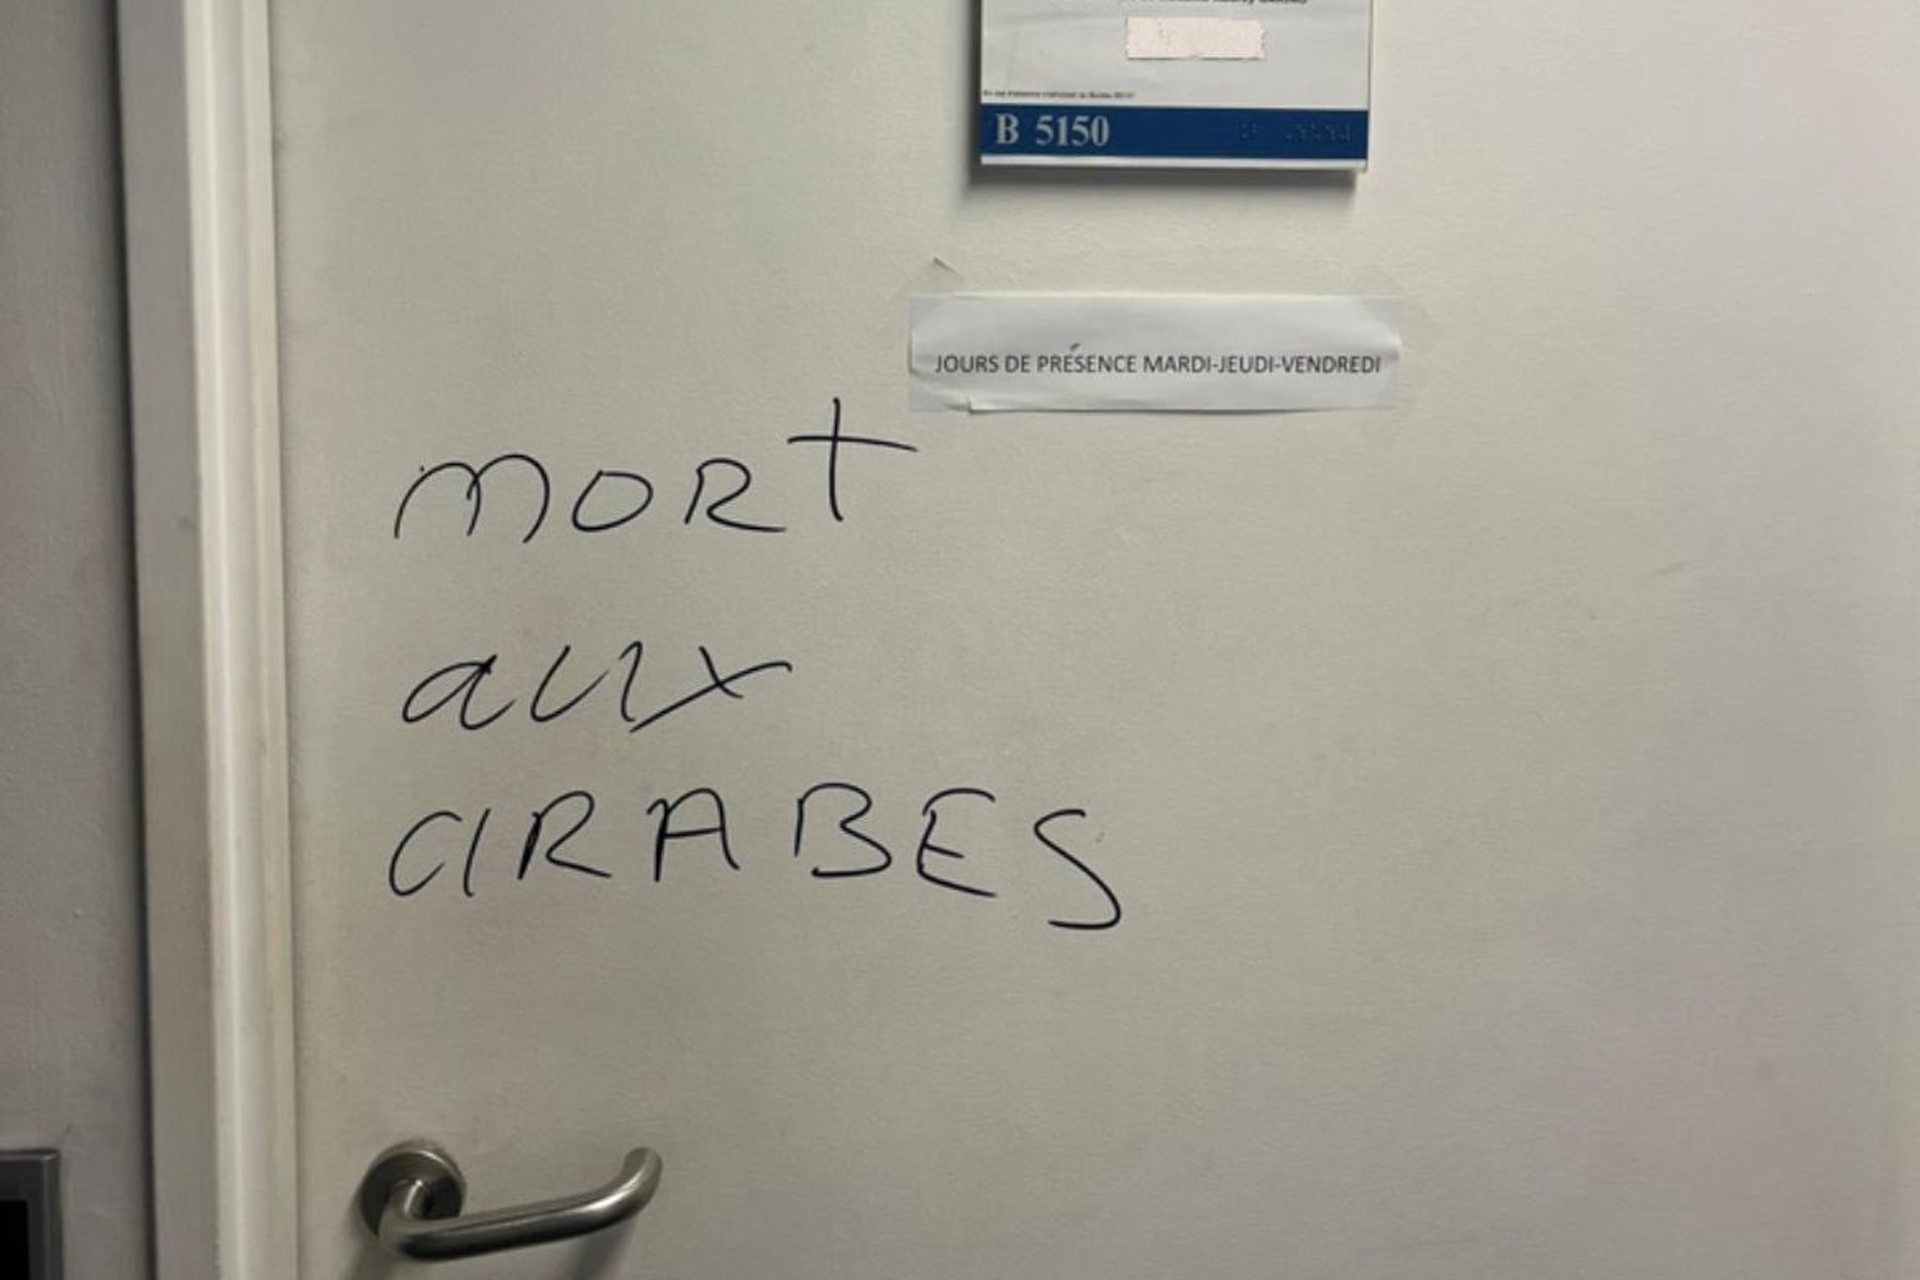 B 5150
JOURS DE PRÉSENCE MARDI-JEUDI-VENDREDI
MORt
aux
ARABES